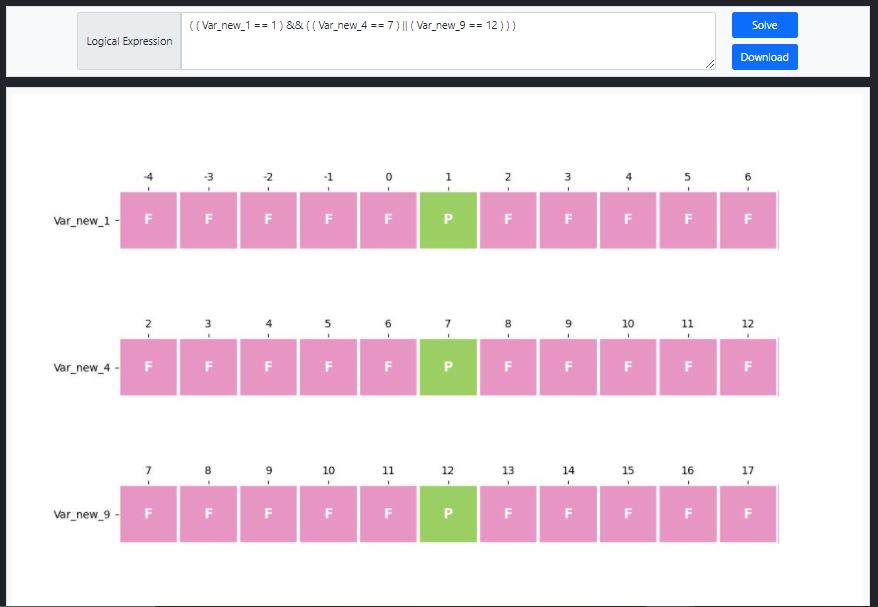 Logical Expression
( ( Var_new_1 == 1 ) && ( ( Var_new_4 == 7 ) || ( Var_new_9 == 12 ) ) )
Solve
Download
-4 -3 -2 -1 0 1 2 3 4 5 6
Var_new_1 F F F F F P F F F F F
2 3 4 5 6 7 8 9 10 11 12
Var_new_4 F F F F F P F F F F F
7 8 9 10 11 12 13 14 15 16 17
Var_new_9 F F F F F P F F F F F